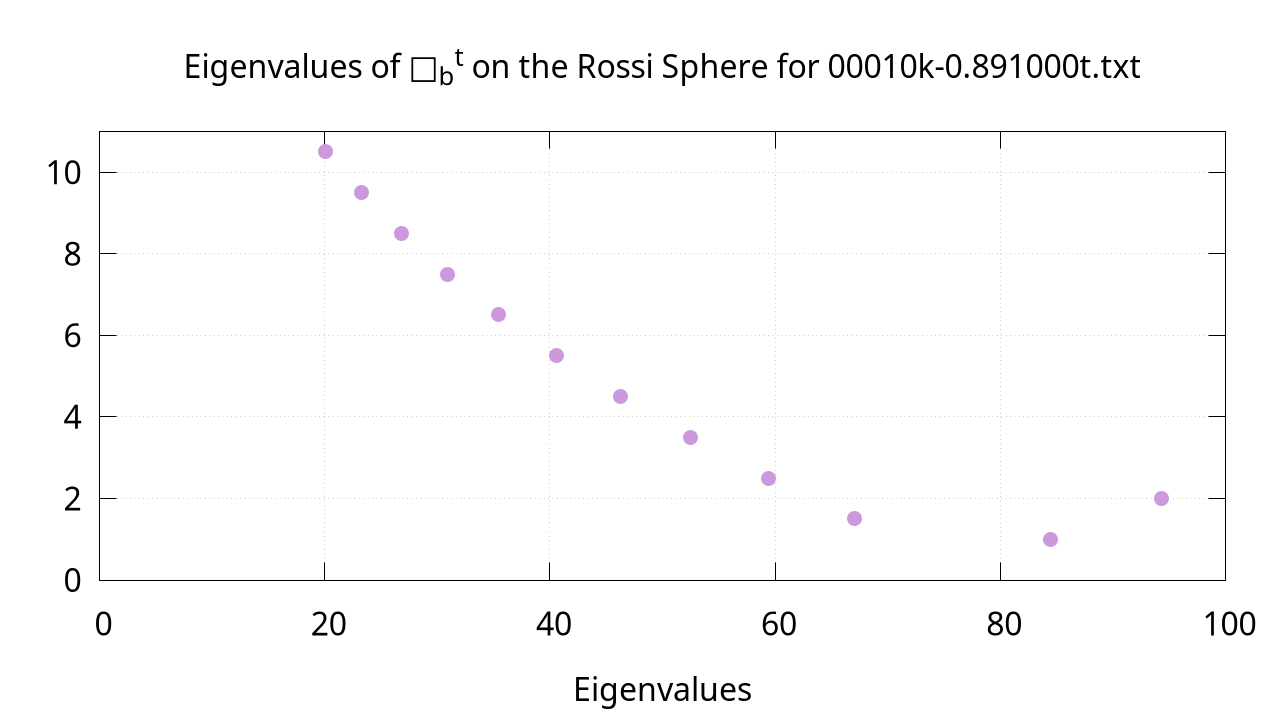 Eigenvalues of □b^t on the Rossi Sphere for 00010k-0.891000t.txt
10
8
6
4
2
0
0 20 40 60 80 100
Eigenvalues